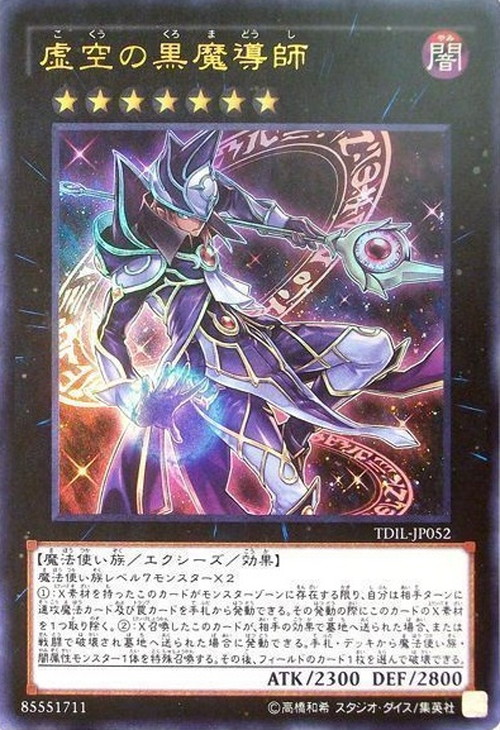 虚空の黒魔導師
闇
TDIL-JP052
【魔法使い族／エクシーズ／効果】
魔法使い族レベル7モンスター×2
①：X素材を持ったこのカードがモンスターゾーンに存在する限り、自分は相手ターンに
速攻魔法カード及び罠カードを手札から発動できる。その発動の際にこのカードのX素材
を1つ取り除く。②：X召喚したこのカードが、相手の効果で墓地へ送られた場合、または
戦闘で破壊され墓地へ送られた場合に発動できる。手札・デッキから魔法使い族・
闇属性モンスター1体を特殊召喚する。その後、フィールドのカード1枚を選んで破壊できる。
ATK/2300 DEF/2800
85551711
©高橋和希 スタジオ・ダイス/集英社